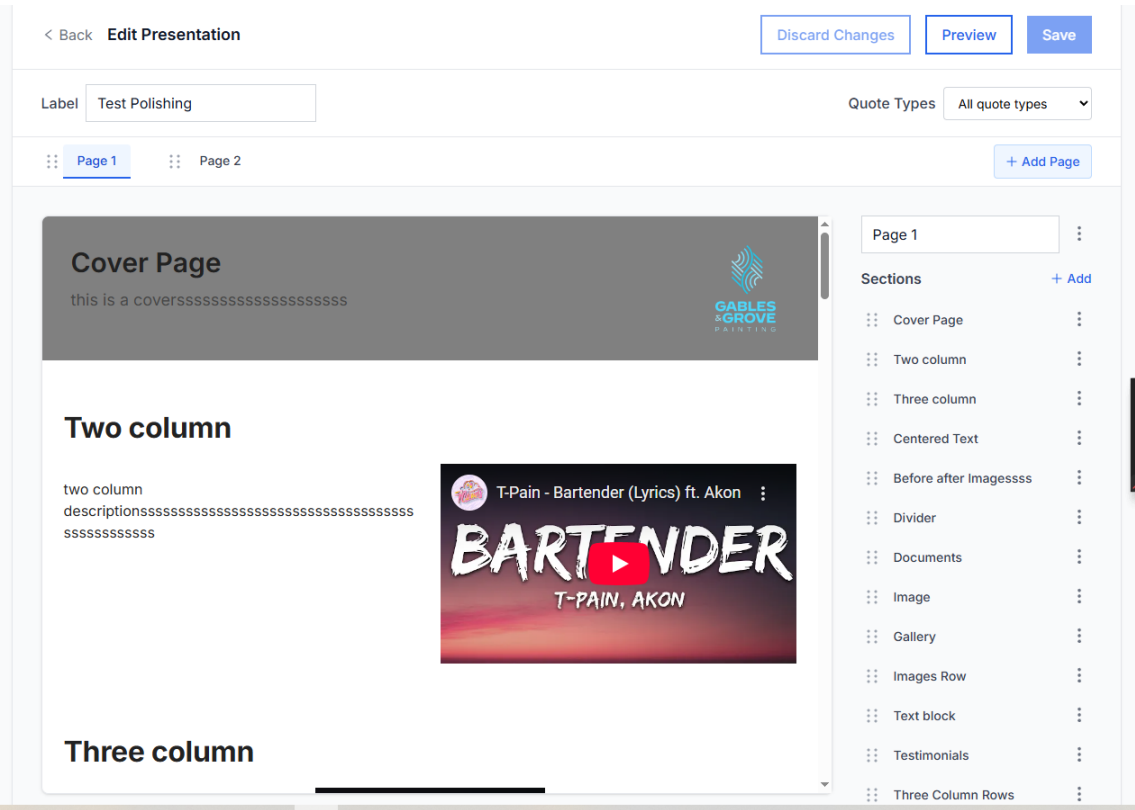 < Back Edit Presentation Discard Changes Preview Save
Label Test Polishing Quote Types All quote types
Page 1 Page 2 + Add Page
Cover Page
this is a coversssssssssssssssssssss
GABLES
&GROVE
PAINTING
Two column
two column
descriptionsssssssssssssssssssssssssssssssssss
ssssssssssss
T-Pain - Bartender (Lyrics) ft. Akon
BARTENDER
T-PAIN, AKON
Three column
Page 1
Sections + Add
Cover Page
Two column
Three column
Centered Text
Before after Imagessss
Divider
Documents
Image
Gallery
Images Row
Text block
Testimonials
Three Column Rows